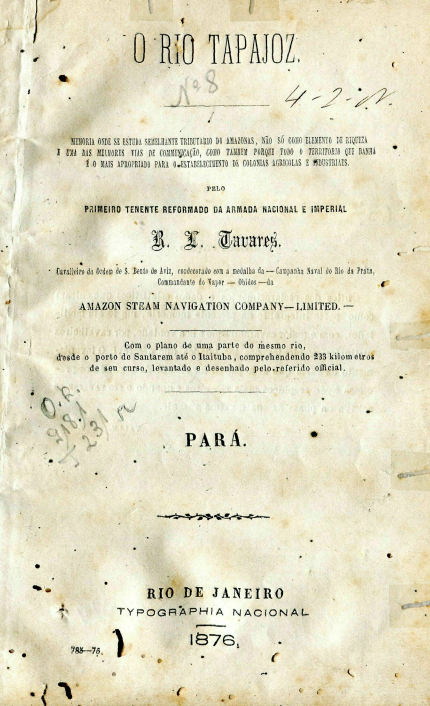 O RIO TAPAJOZ.
Nº 8
4-2-N.
MEMORIA ONDE SE ESTUDA SEMELHANTE TRIBUTARIO DO AMAZONAS, NÃO SÓ COMO ELEMENTO DE RIQUEZA
E UMA DAS MELHORES VIAS DE COMMUNICAÇÃO, COMO TAMBEM PORQUE TODO O TERRITORIO QUE BANHA
É O MAIS APROPRIADO PARA O ESTABELECIMENTO DE COLONIAS AGRICOLAS E INDUSTRIAES.
PELO
PRIMEIRO TENENTE REFORMADO DA ARMADA NACIONAL E IMPERIAL
R. L. Tavares.
Cavalleiro da Ordem de S. Bento de Aviz, condecorado com a medalha da — Campanha Naval do Rio da Prata,
Commandante do Vapor — Obidos — da
AMAZON STEAM NAVIGATION COMPANY—LIMITED. —
Com o plano de uma parte do mesmo rio,
desde o porto de Santarem até o Itaituba, comprehendendo 233 kilometros
de seu curso, levantado e desenhado pelo referido official.
918.1
231
PARÁ.
RIO DE JANEIRO
TYPOGRAPHIA NACIONAL
1876.
785—76.